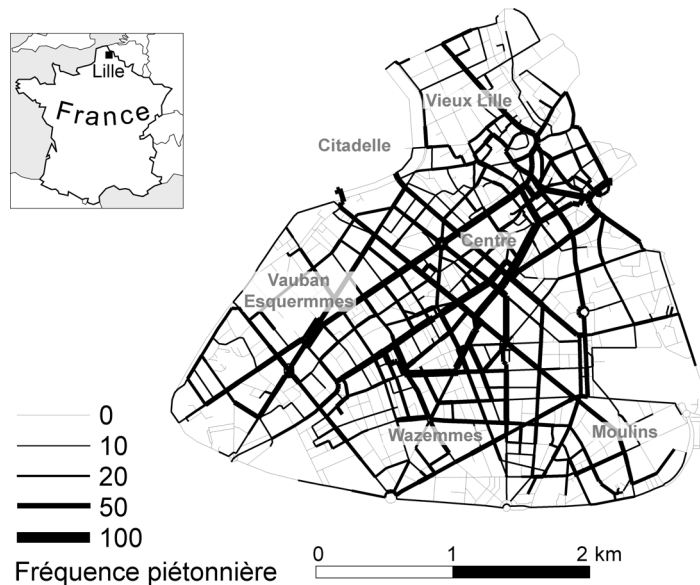 Lille
France
Vieux Lille
Citadelle
Centre
Vauban
Esquermmes
Wazemmes
Moulins
0
10
20
50
100
Fréquence piétonnière
0 1 2 km